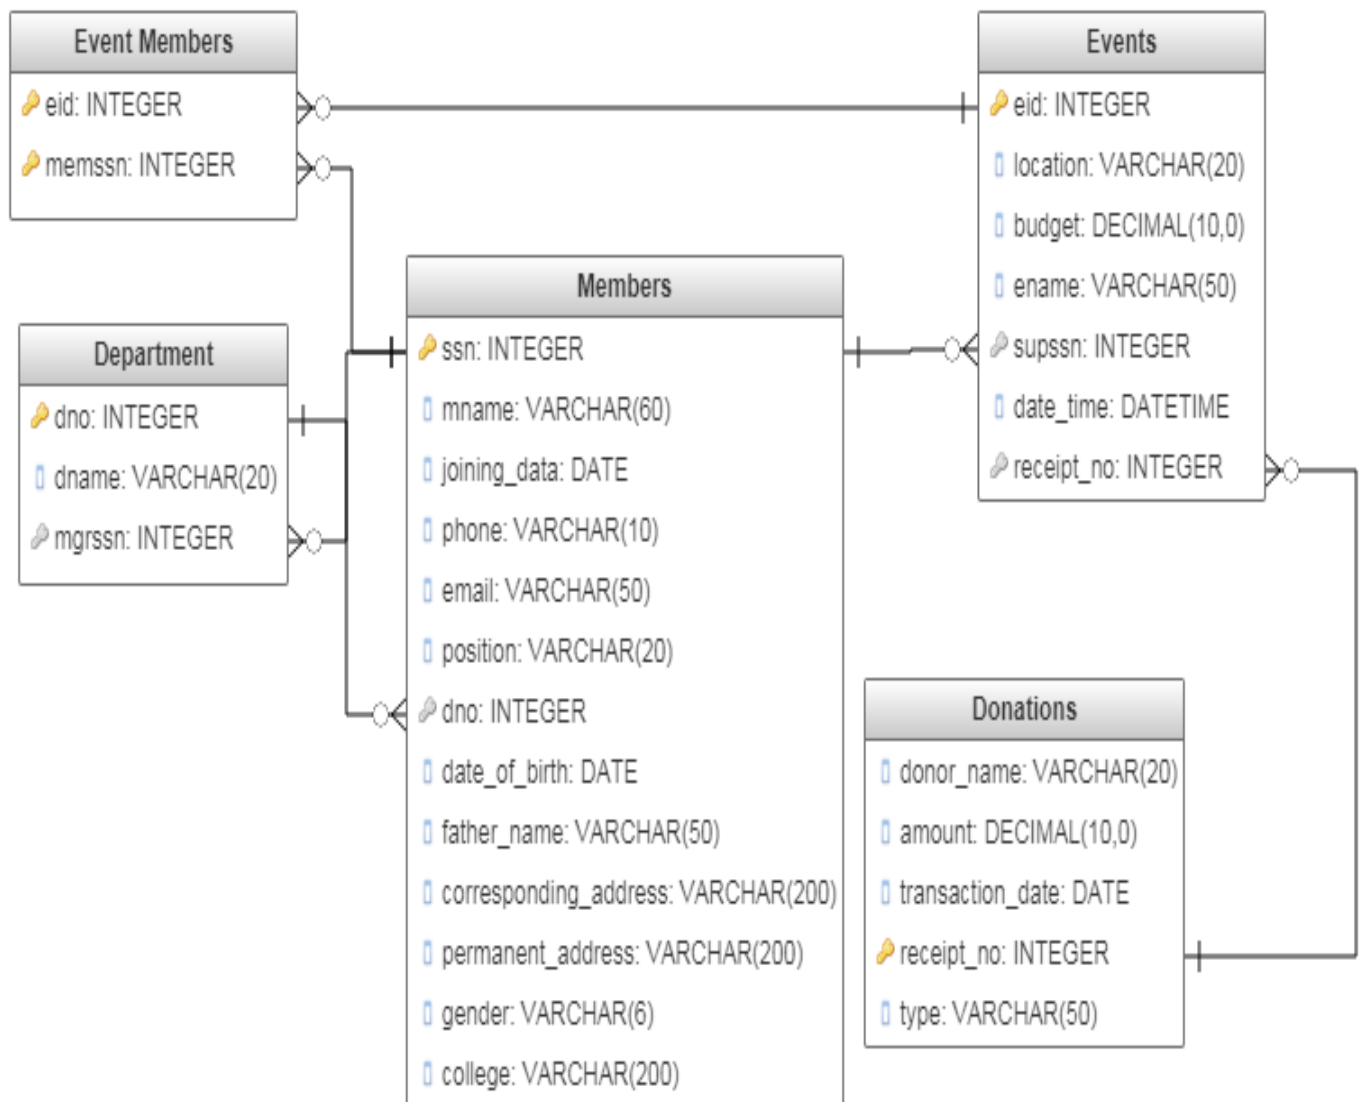 Event Members
eid: INTEGER
memssn: INTEGER
Events
eid: INTEGER
location: VARCHAR(20)
budget: DECIMAL(10,0)
ename: VARCHAR(50)
supssn: INTEGER
date_time: DATETIME
receipt_no: INTEGER
Department
dno: INTEGER
dname: VARCHAR(20)
mgrssn: INTEGER
Members
ssn: INTEGER
mname: VARCHAR(60)
joining_data: DATE
phone: VARCHAR(10)
email: VARCHAR(50)
position: VARCHAR(20)
dno: INTEGER
date_of_birth: DATE
father_name: VARCHAR(50)
corresponding_address: VARCHAR(200)
permanent_address: VARCHAR(200)
gender: VARCHAR(6)
college: VARCHAR(200)
Donations
donor_name: VARCHAR(20)
amount: DECIMAL(10,0)
transaction_date: DATE
receipt_no: INTEGER
type: VARCHAR(50)